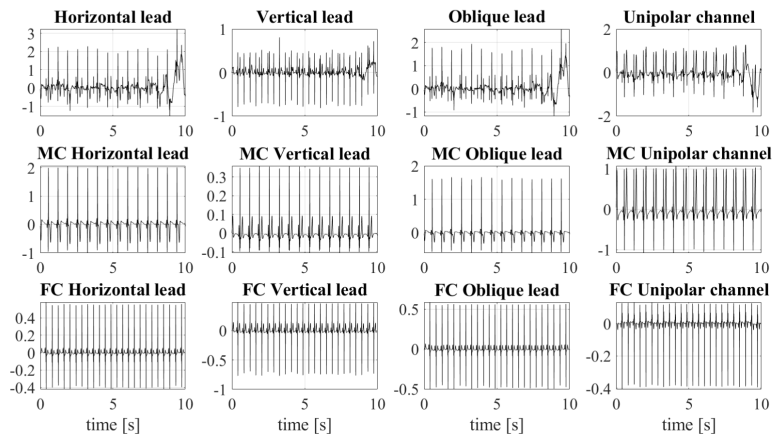 Horizontal lead Vertical lead Oblique lead Unipolar channel
3 2 1 0 -1
1 0 -1
2 1 0 -1
2 0 -2
0 5 10 0 5 10 0 5 10 0 5 10
MC Horizontal lead MC Vertical lead MC Oblique lead MC Unipolar channel
2 1 0 -1
0.3 0.2 0.1 0 -0.1
2 1 0 -1
1 0 -1
0 5 10 0 5 10 0 5 10 0 5 10
FC Horizontal lead FC Vertical lead FC Oblique lead FC Unipolar channel
0.4 0.2 0 -0.2 -0.4
0 -0.5 -1
0.5 0 -0.5
0 -0.2 -0.4
0 5 10 0 5 10 0 5 10 0 5 10
time [s] time [s] time [s] time [s]